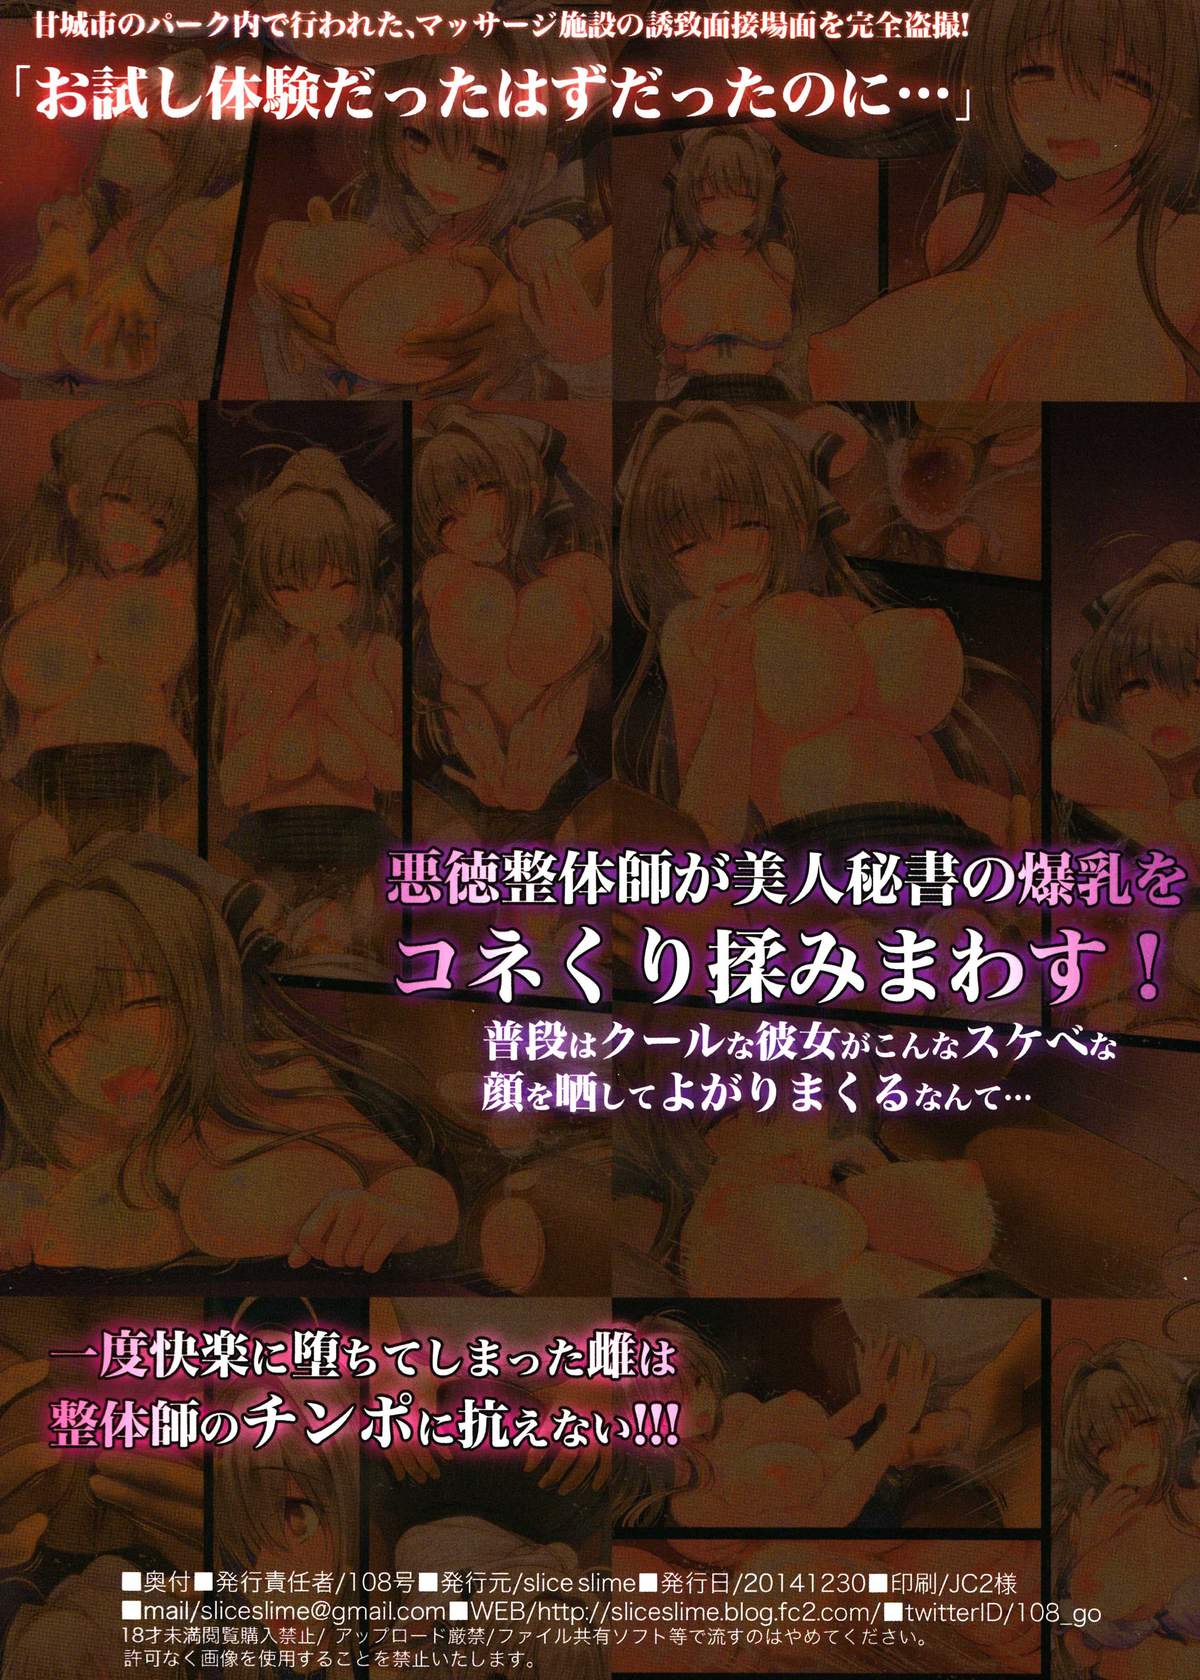 甘城市のパーク内で行われた、マッサージ施設の誘致面接場面を完全盗撮!
「お試し体験だったはずだったのに…」
悪徳整体師が美人秘書の爆乳を
コネくり揉みまわす！
普段はクールな彼女がこんなスケベな
顔を晒してよがりまくるなんて…
一度快楽に堕ちてしまった雌は
整体師のチンポに抗えない!!!
■奥付■発行責任者/108号■発行元/slice slime■発行日/20141230■印刷/JC2様
■mail/sliceslime@gmail.com■WEB/http://sliceslime.blog.fc2.com/■twitterID/108_go
18才未満閲覧購入禁止/ アップロード厳禁/ファイル共有ソフト等で流すのはやめてください。
許可なく画像を使用することを禁止いたします。